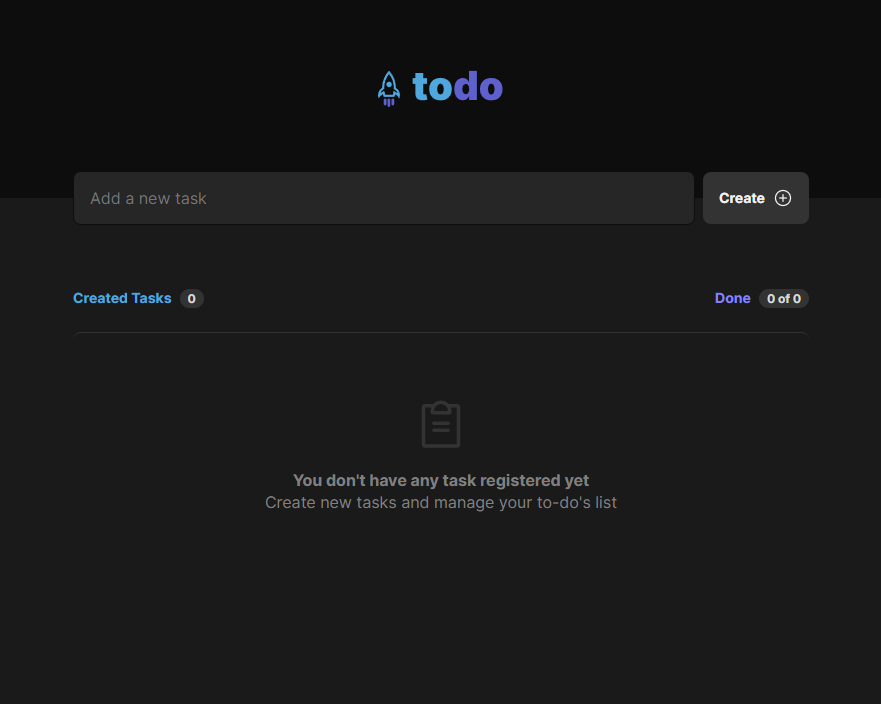 todo
Add a new task
Create
Created Tasks 0
Done 0 of 0
You don't have any task registered yet
Create new tasks and manage your to-do's list